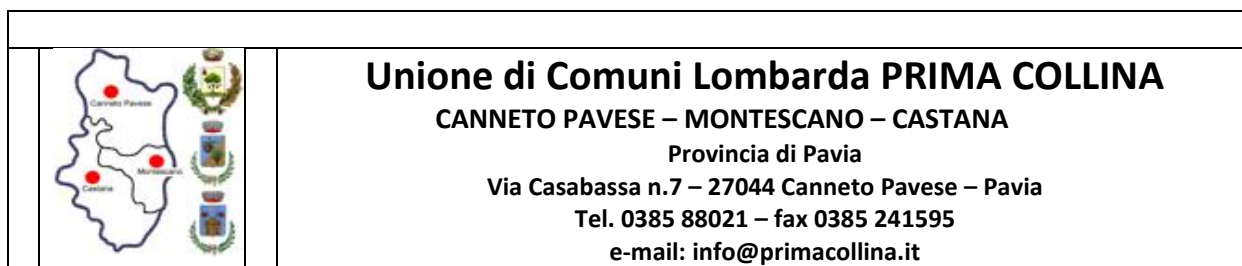 Canneto Pavese
Montescano
Castana
Unione di Comuni Lombarda PRIMA COLLINA
CANNETO PAVESE – MONTESCANO – CASTANA
Provincia di Pavia
Via Casabassa n.7 – 27044 Canneto Pavese – Pavia
Tel. 0385 88021 – fax 0385 241595
e-mail: info@primacollina.it